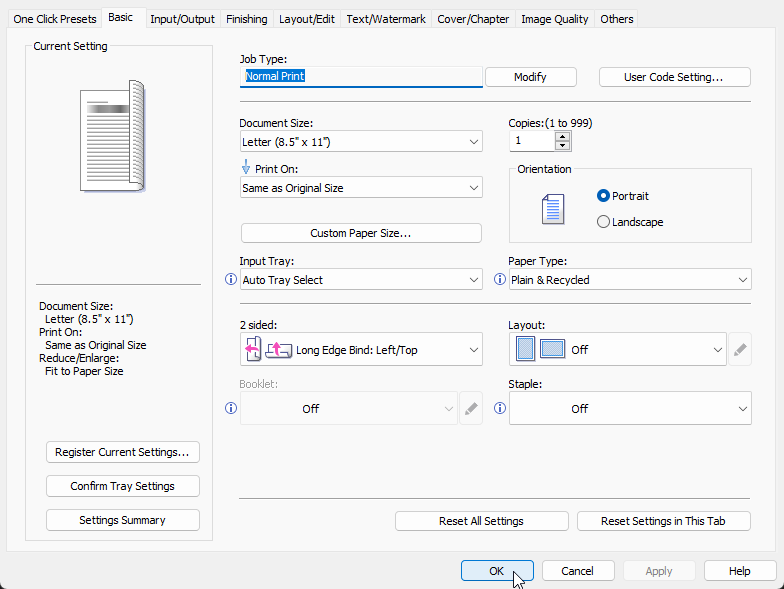 One Click Presets Basic Input/Output Finishing Layout/Edit Text/Watermark Cover/Chapter Image Quality Others
Current Setting
Document Size:
Letter (8.5" x 11")
Print On:
Same as Original Size
Reduce/Enlarge:
Fit to Paper Size
Register Current Settings...
Confirm Tray Settings
Settings Summary
Job Type:
Normal Print Modify User Code Setting...
Document Size:
Letter (8.5" x 11")
Print On:
Same as Original Size
Custom Paper Size...
Copies:(1 to 999)
1
Orientation
Portrait
Landscape
Input Tray:
Auto Tray Select
Paper Type:
Plain & Recycled
2 sided:
Long Edge Bind: Left/Top
Layout:
Off
Booklet:
Off
Staple:
Off
Reset All Settings Reset Settings in This Tab
OK Cancel Apply Help